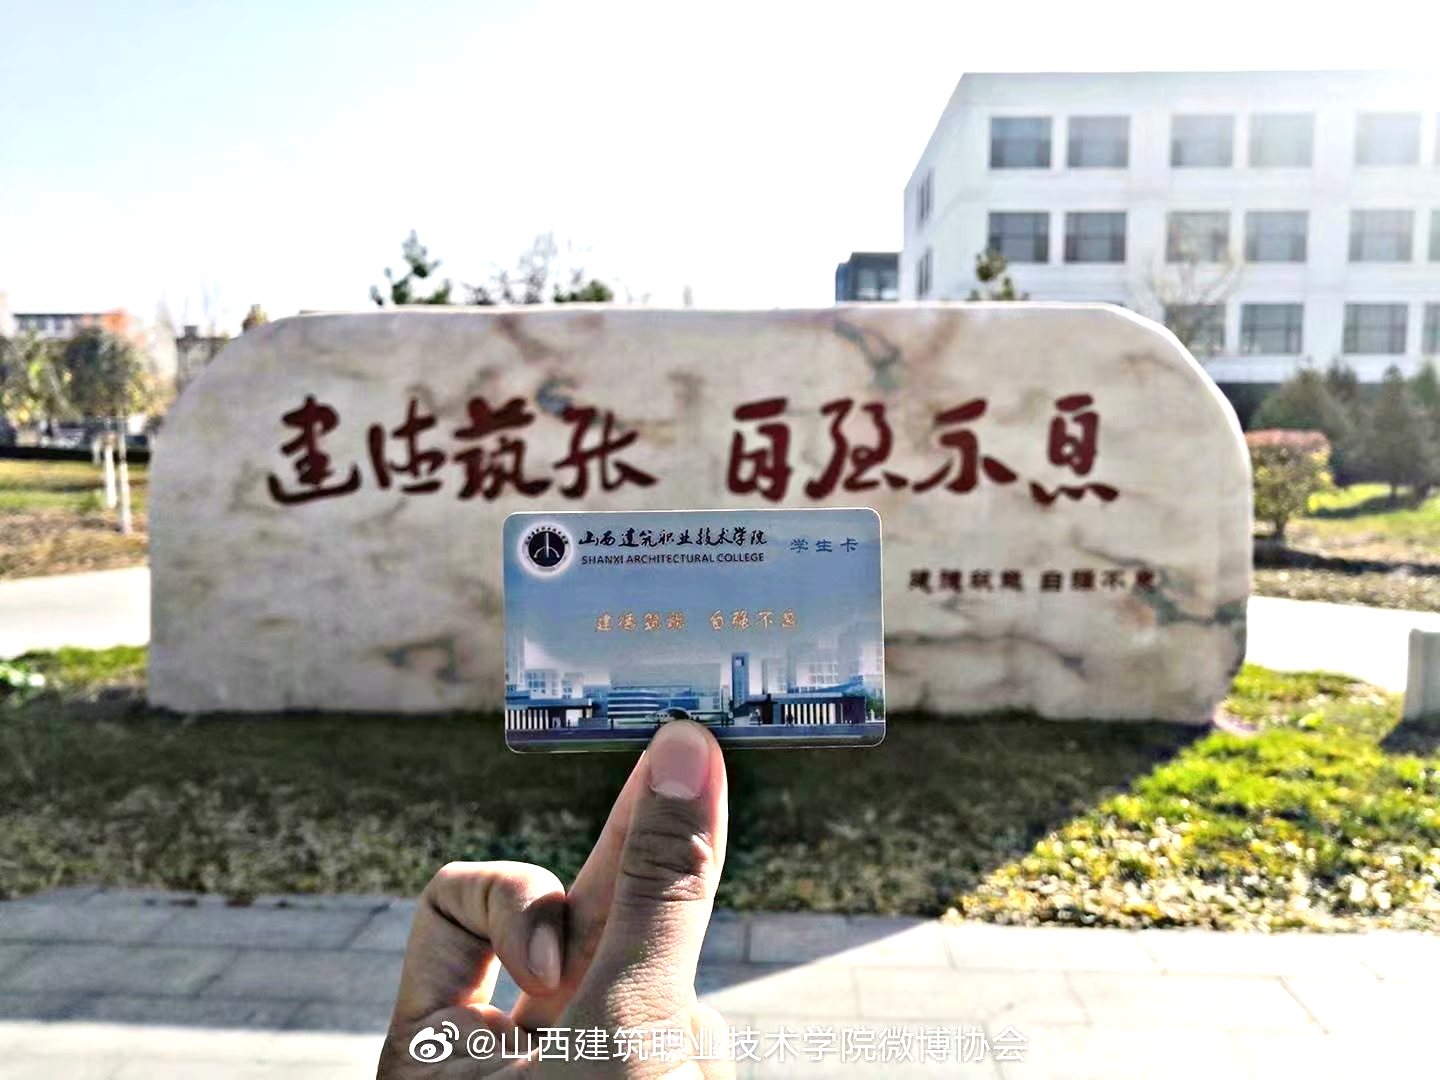 建德筑能 自强不息
建德筑能 自强不息
山西建筑职业技术学院
SHANXI ARCHITECTURAL COLLEGE
学生卡
建德筑能 自强不息
@山西建筑职业技术学院微博协会